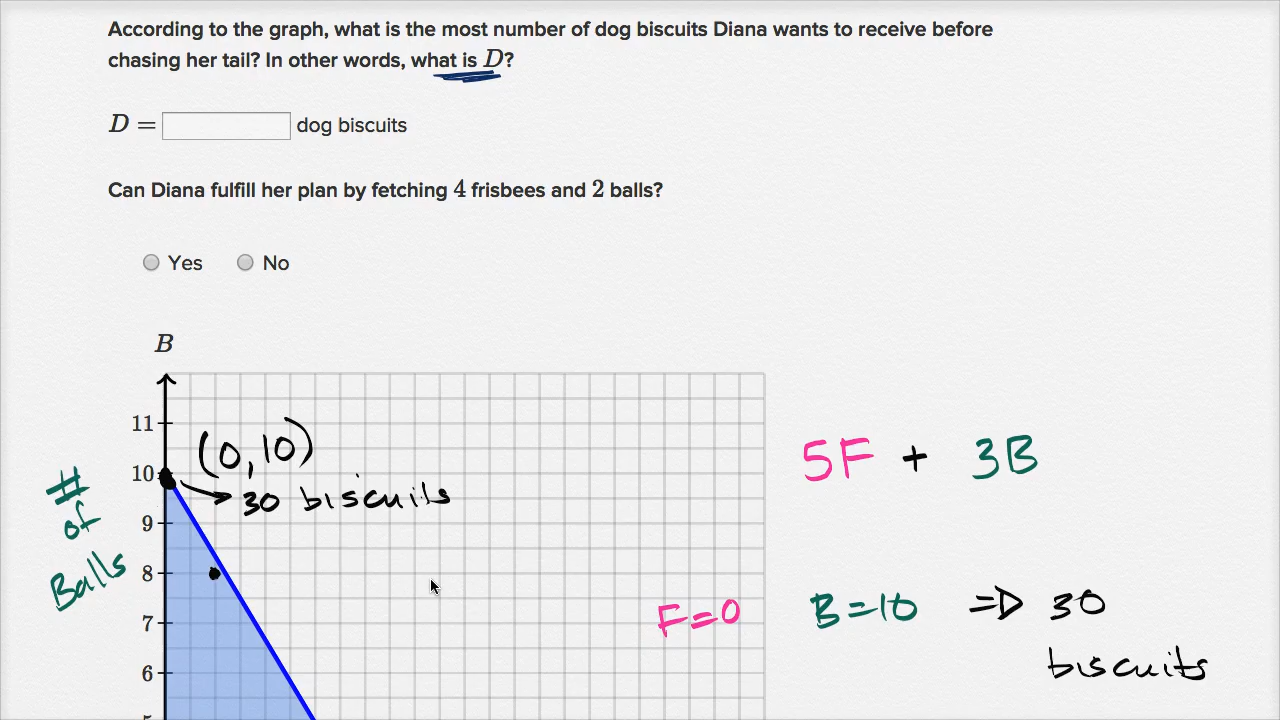 According to the graph, what is the most number of dog biscuits Diana wants to receive before
chasing her tail? In other words, what is D?
D = dog biscuits
Can Diana fulfill her plan by fetching 4 frisbees and 2 balls?
Yes No
B
11
(0,10)
5F + 3B
10
30 biscuits
9
# of Balls
8
F=0 B=10 => 30
biscuits
7
6